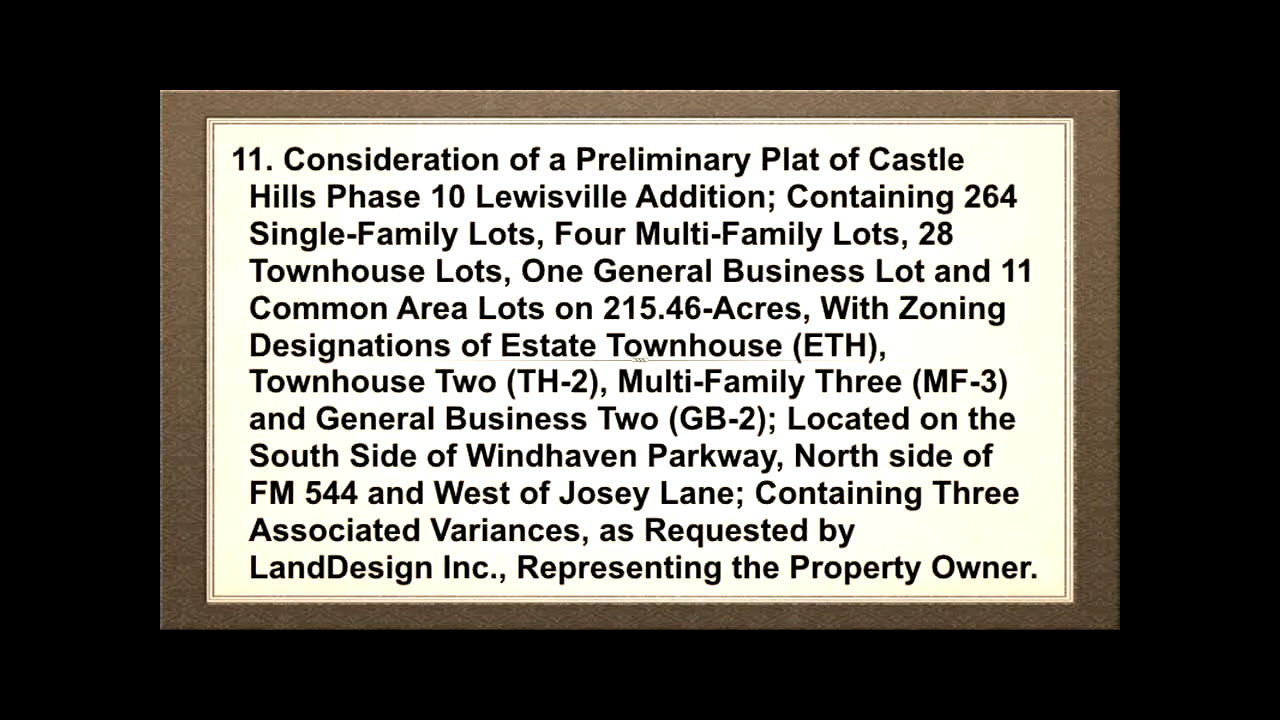 11. Consideration of a Preliminary Plat of Castle
Hills Phase 10 Lewisville Addition; Containing 264
Single-Family Lots, Four Multi-Family Lots, 28
Townhouse Lots, One General Business Lot and 11
Common Area Lots on 215.46-Acres, With Zoning
Designations of Estate Townhouse (ETH),
Townhouse Two (TH-2), Multi-Family Three (MF-3)
and General Business Two (GB-2); Located on the
South Side of Windhaven Parkway, North side of
FM 544 and West of Josey Lane; Containing Three
Associated Variances, as Requested by
LandDesign Inc., Representing the Property Owner.